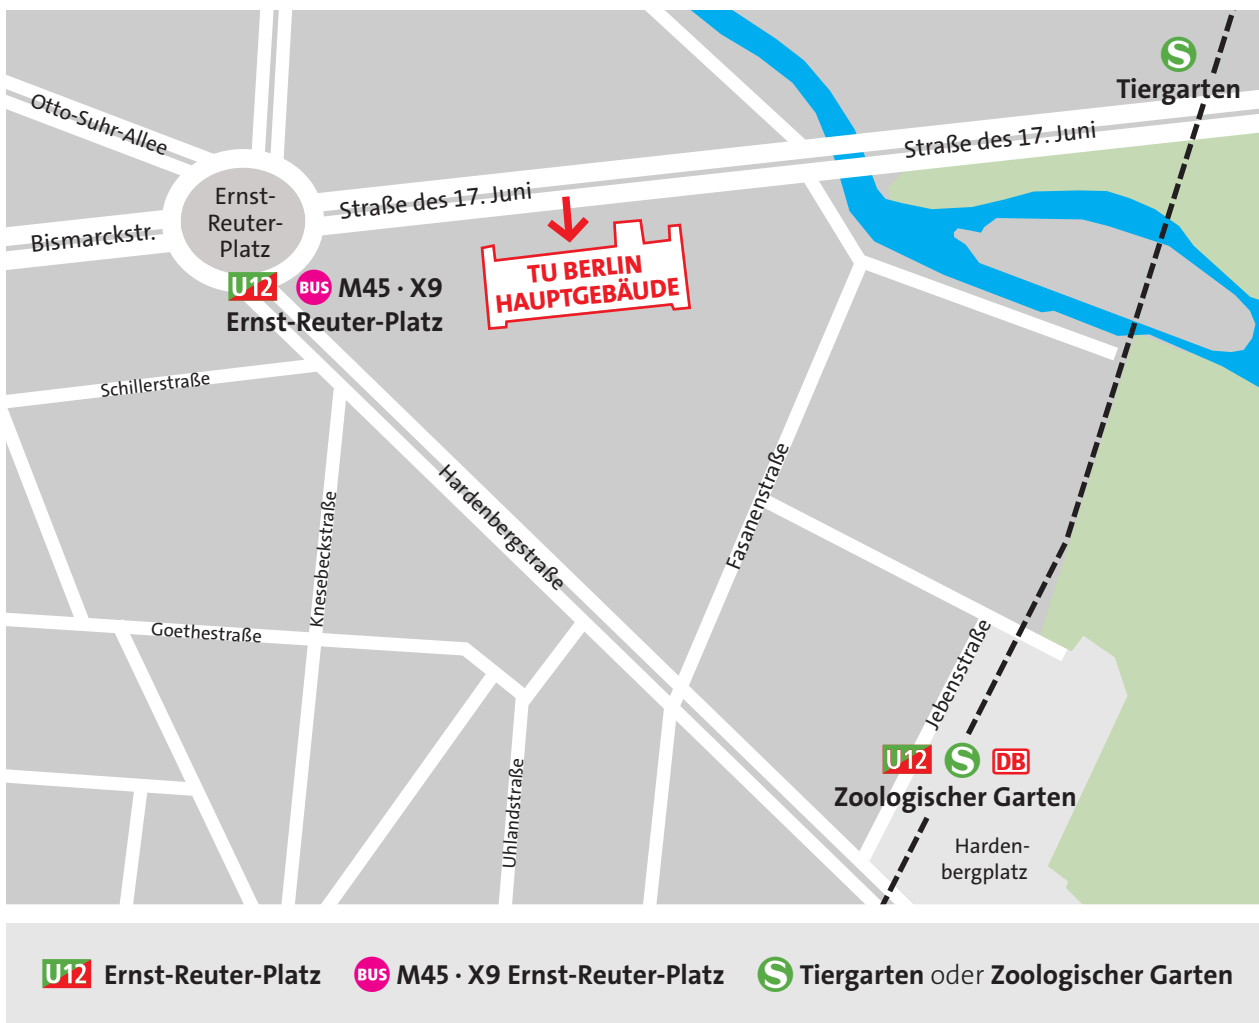 S
Tiergarten
Otto-Suhr-Allee
Straße des 17. Juni
Ernst-
Reuter-
Platz
Straße des 17. Juni
Bismarckstr.
TU BERLIN
HAUPTGEBÄUDE
U12 BUS M45 · X9
Ernst-Reuter-Platz
Schillerstraße
Hardenbergstraße
Fasanenstraße
Knesebeckstraße
Goethestraße
Jebensstraße
U12 S DB
Zoologischer Garten
Uhlandstraße
Harden-
bergplatz
U12 Ernst-Reuter-Platz BUS M45 · X9 Ernst-Reuter-Platz S Tiergarten oder Zoologischer Garten